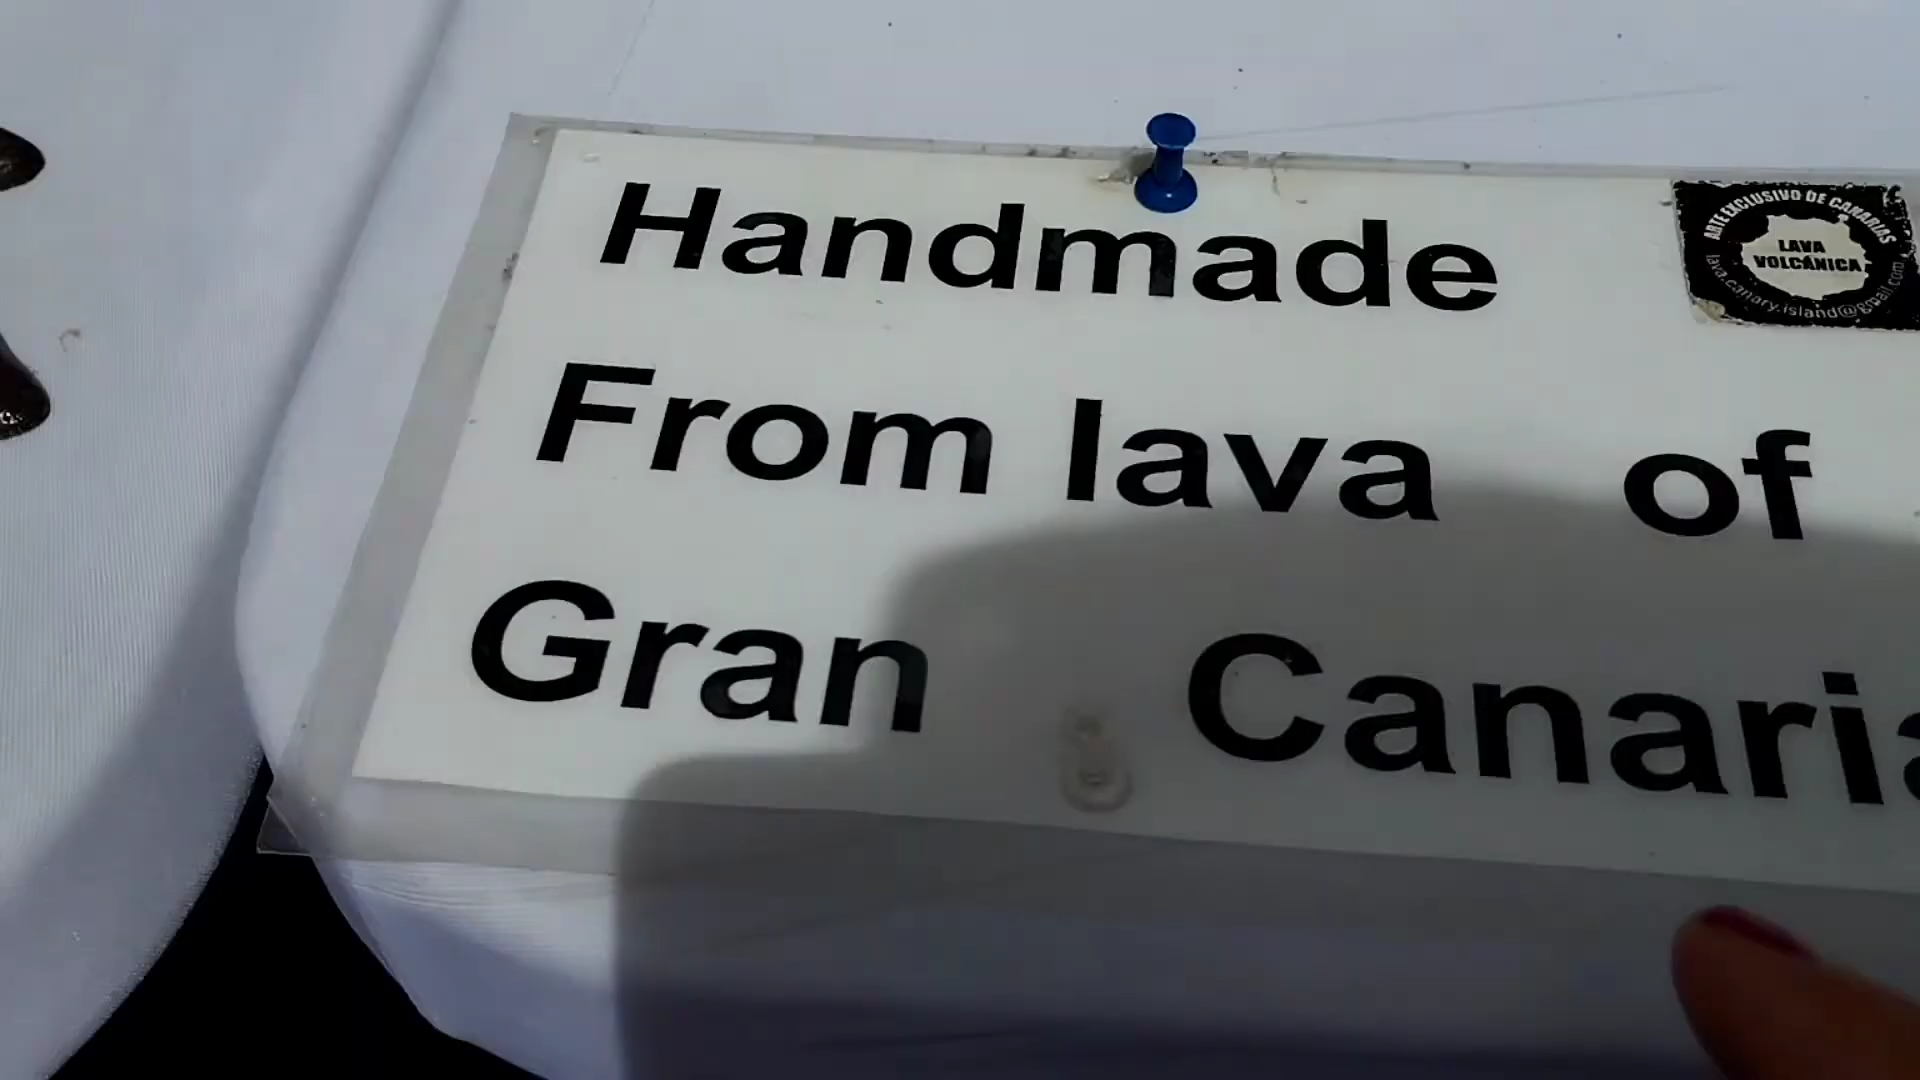 Handmade
From lava of
Gran Canaria
ARTE EXCLUSIVO DE CANARIAS
LAVA
VOLCÁNICA
lava.canary.island@gmail.com